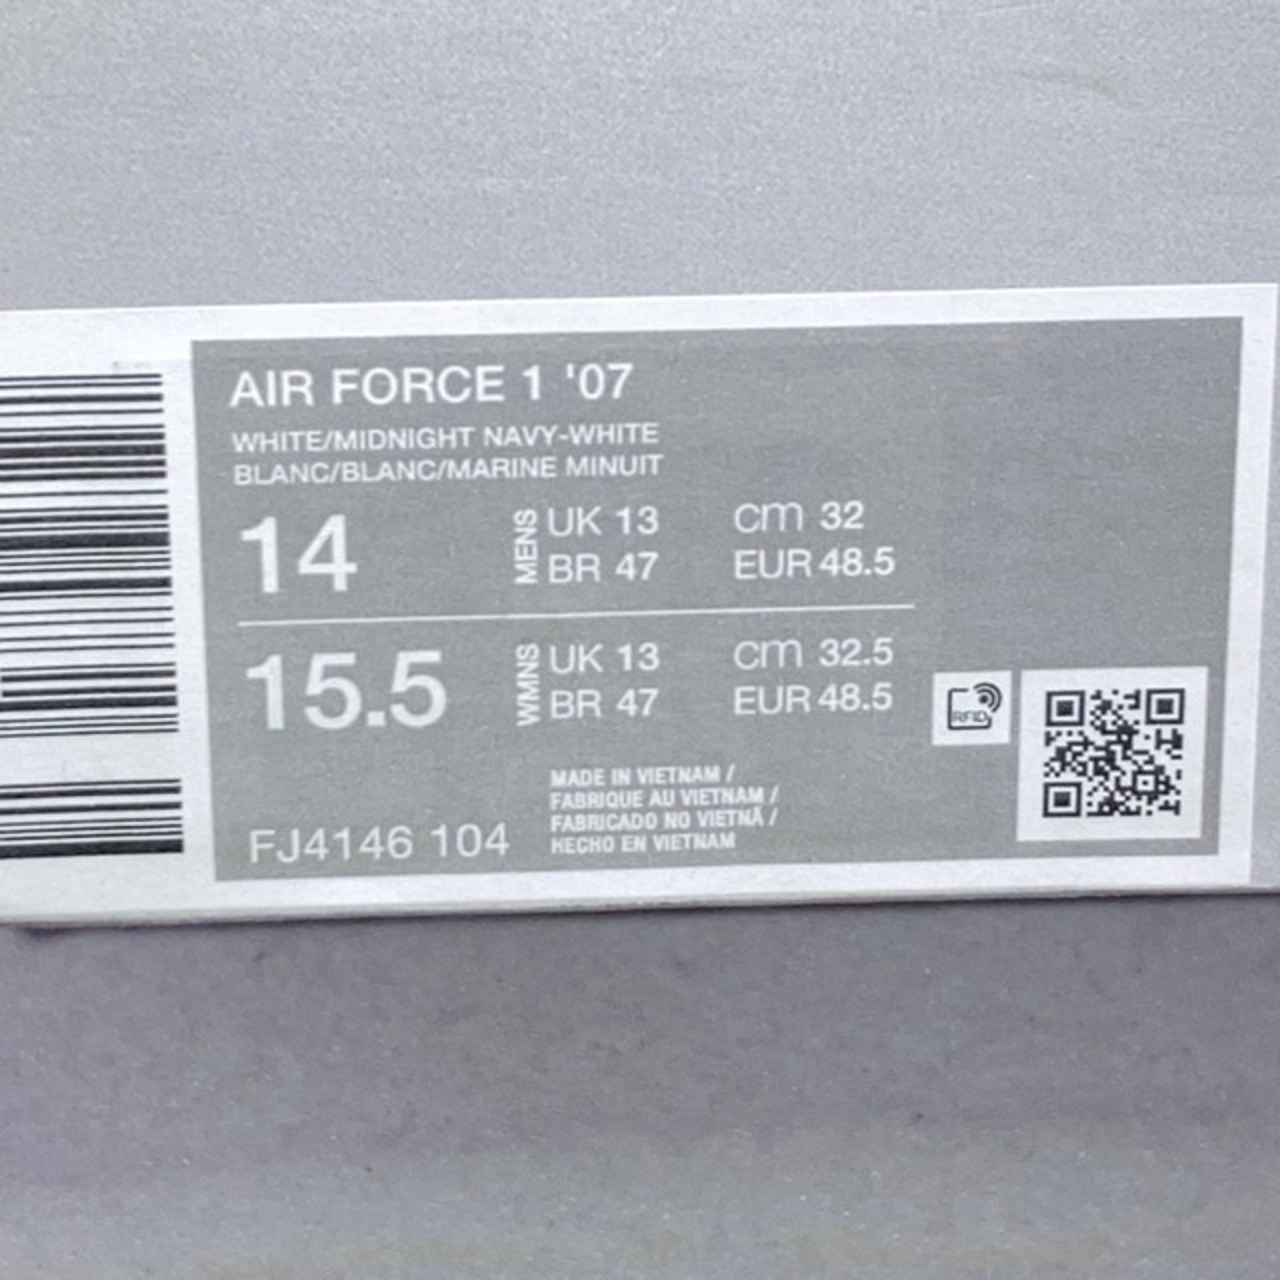 AIR FORCE 1 '07
WHITE/MIDNIGHT NAVY-WHITE
BLANC/BLANC/MARINE MINUIT
14 MENS UK 13 cm 32
BR 47 EUR 48.5
15.5 WMNS UK 13 cm 32.5
BR 47 EUR 48.5
RFID
MADE IN VIETNAM /
FABRIQUE AU VIETNAM /
FABRICADO NO VIETNÃ /
HECHO EN VIETNAM
FJ4146 104